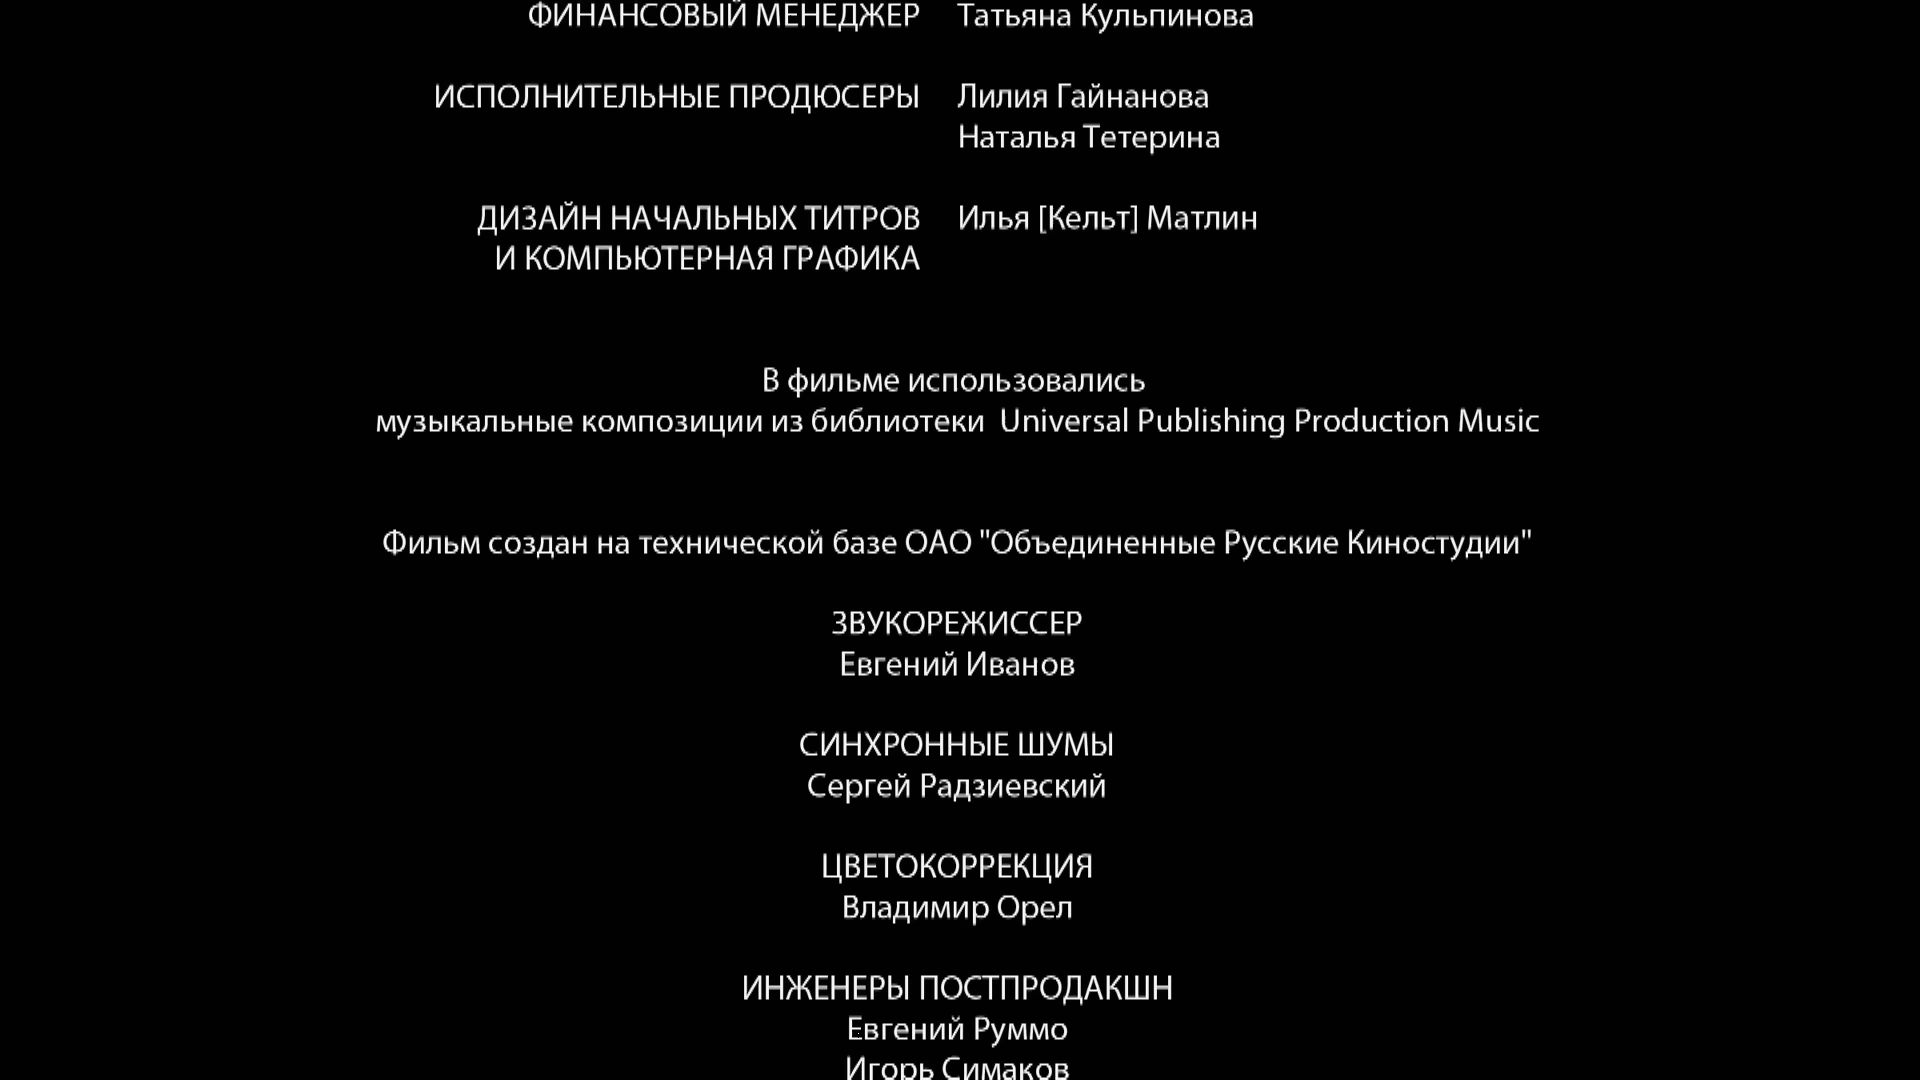 ФИНАНСОВЫЙ МЕНЕДЖЕР Татьяна Кульпинова
ИСПОЛНИТЕЛЬНЫЕ ПРОДЮСЕРЫ Лилия Гайнанова
Наталья Тетерина
ДИЗАЙН НАЧАЛЬНЫХ ТИТРОВ Илья [Кельт] Матлин
И КОМПЬЮТЕРНАЯ ГРАФИКА
В фильме использовались
музыкальные композиции из библиотеки Universal Publishing Production Music
Фильм создан на технической базе ОАО "Объединенные Русские Киностудии"
ЗВУКОРЕЖИССЕР
Евгений Иванов
СИНХРОННЫЕ ШУМЫ
Сергей Радзиевский
ЦВЕТОКОРРЕКЦИЯ
Владимир Орел
ИНЖЕНЕРЫ ПОСТПРОДАКШН
Евгений Руммо
Игорь Симаков